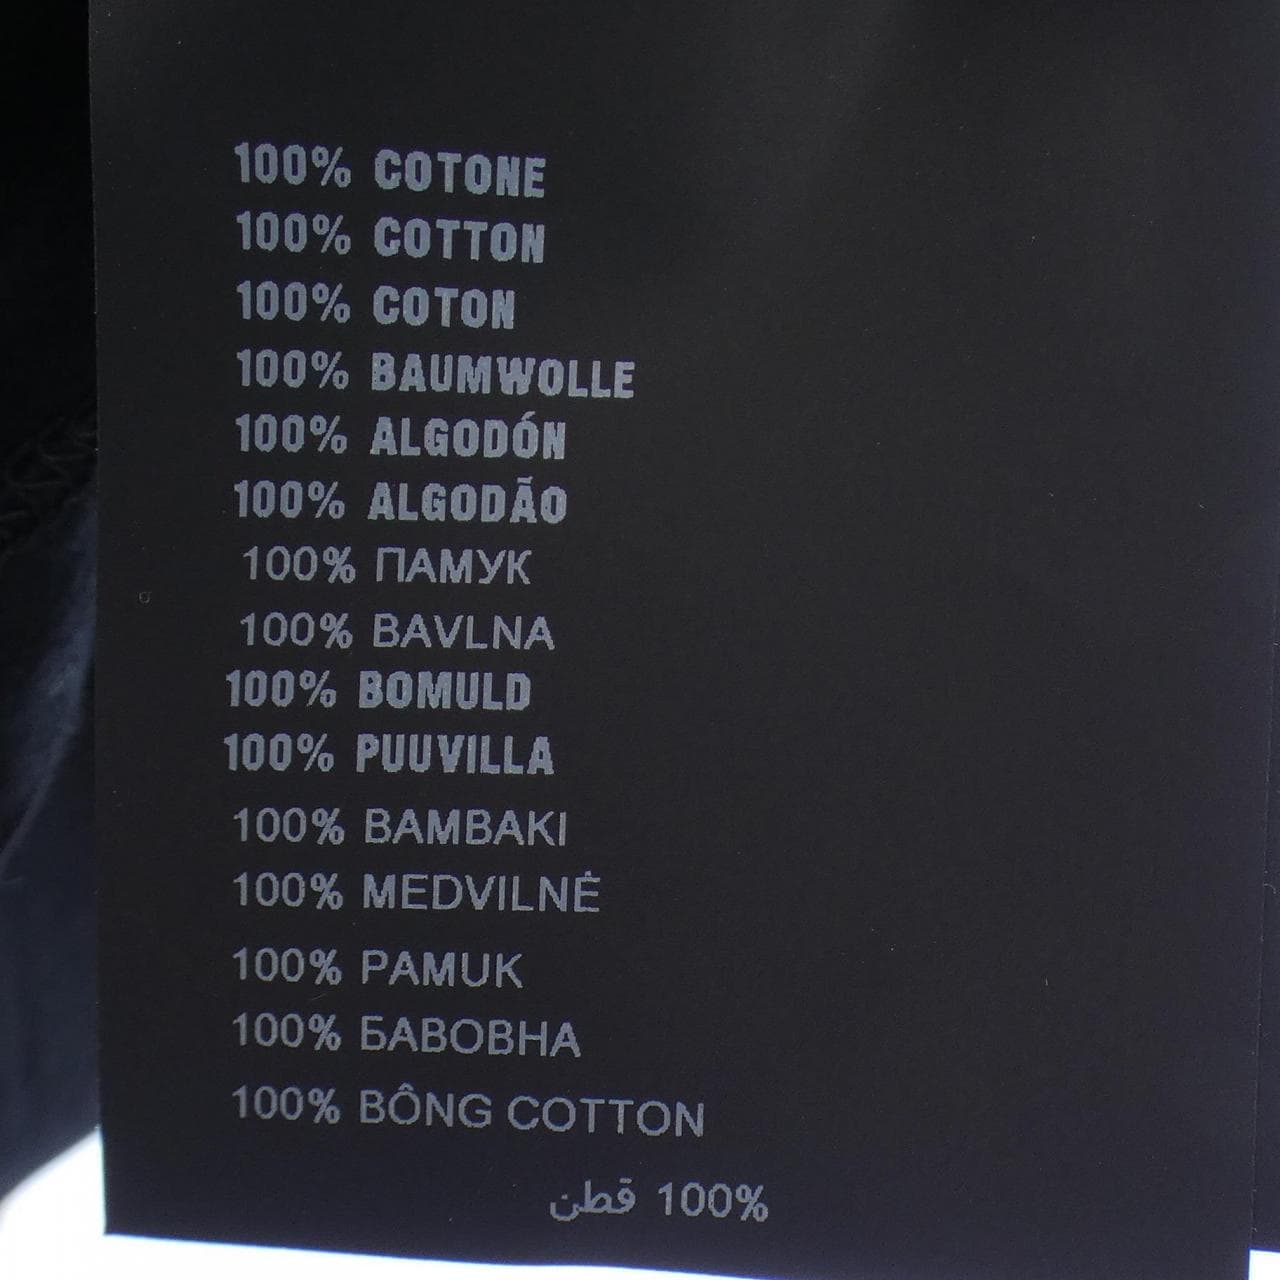 100% COTONE
100% COTTON
100% COTON
100% BAUMWOLLE
100% ALGODÓN
100% ALGODÃO
100% ПАМУК
100% BAVLNA
100% BOMULD
100% PUUVILLA
100% ΒΑΜΒΑΚΙ
100% MEDVILNĖ
100% PAMUK
100% БАВОВНА
100% BÔNG COTTON
100% قطن